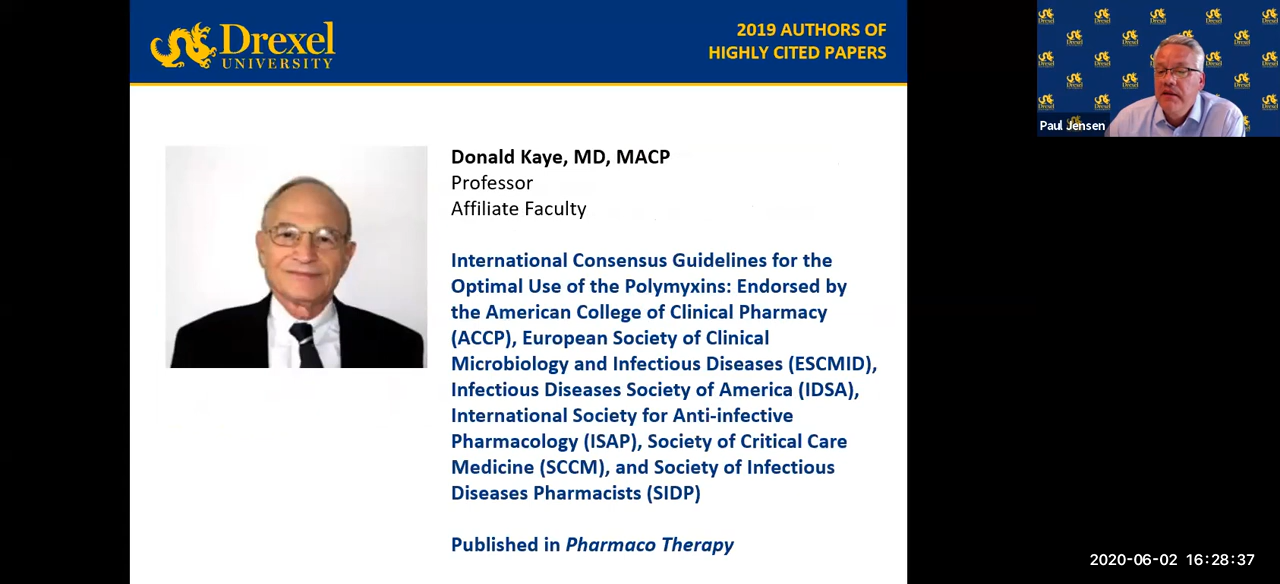 Drexel
UNIVERSITY
2019 AUTHORS OF
HIGHLY CITED PAPERS
Paul Jensen
Donald Kaye, MD, MACP
Professor
Affiliate Faculty
International Consensus Guidelines for the
Optimal Use of the Polymyxins: Endorsed by
the American College of Clinical Pharmacy
(ACCP), European Society of Clinical
Microbiology and Infectious Diseases (ESCMID),
Infectious Diseases Society of America (IDSA),
International Society for Anti-infective
Pharmacology (ISAP), Society of Critical Care
Medicine (SCCM), and Society of Infectious
Diseases Pharmacists (SIDP)
Published in Pharmaco Therapy
2020-06-02 16:28:37